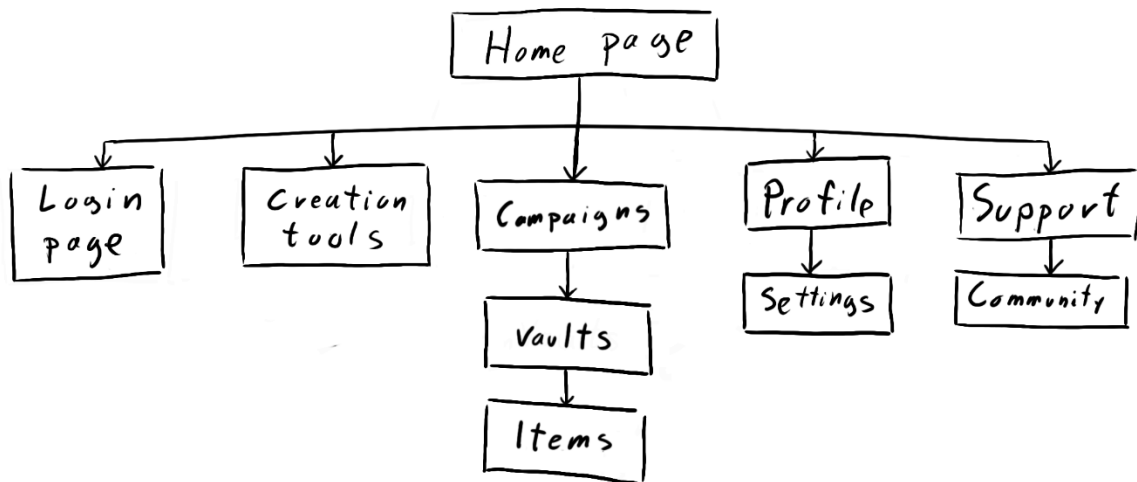 Home page
Login
page
Creation
tools
Campaigns
Profile
Support
Settings
Community
Vaults
Items